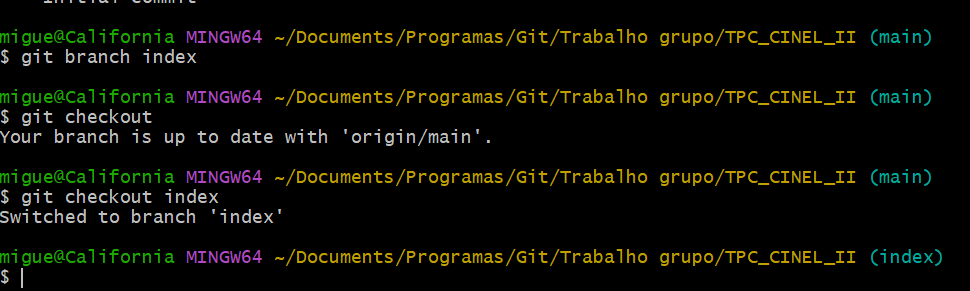 Initial commit
migue@California MINGW64 ~/Documents/Programas/Git/Trabalho grupo/TPC_CINEL_II (main)
$ git branch index
migue@California MINGW64 ~/Documents/Programas/Git/Trabalho grupo/TPC_CINEL_II (main)
$ git checkout
Your branch is up to date with 'origin/main'.
migue@California MINGW64 ~/Documents/Programas/Git/Trabalho grupo/TPC_CINEL_II (main)
$ git checkout index
Switched to branch 'index'
migue@California MINGW64 ~/Documents/Programas/Git/Trabalho grupo/TPC_CINEL_II (index)
$